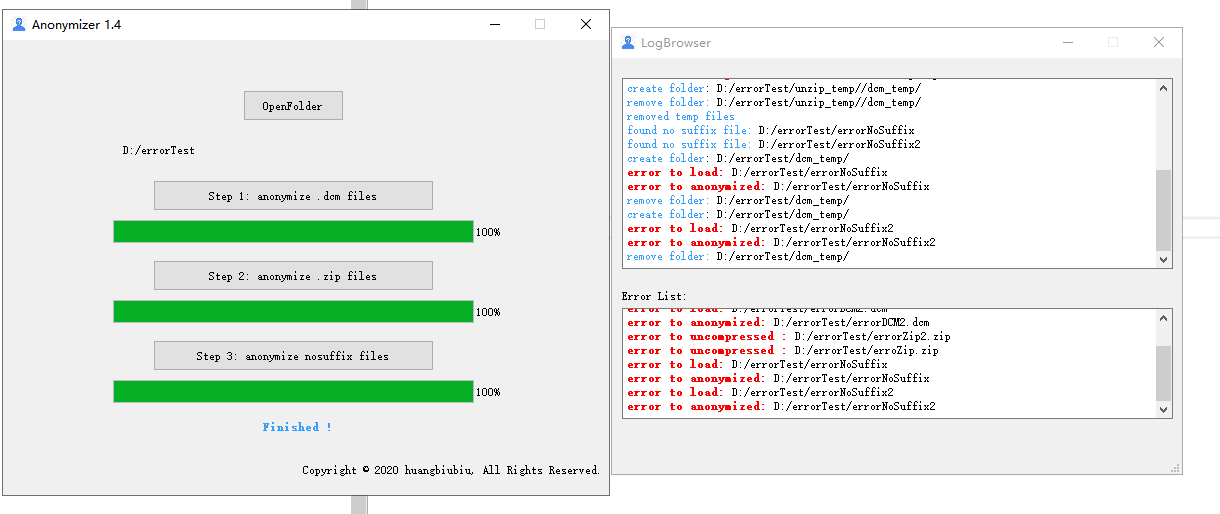 Anonymizer 1.4
OpenFolder
D:/errorTest
Step 1: anonymize .dcm files
100%
Step 2: anonymize .zip files
100%
Step 3: anonymize nosuffix files
100%
Finished !
Copyright © 2020 huangbiubiu, All Rights Reserved.
LogBrowser
create folder: D:/errorTest/unzip_temp//dcm_temp/
remove folder: D:/errorTest/unzip_temp//dcm_temp/
removed temp files
found no suffix file: D:/errorTest/errorNoSuffix
found no suffix file: D:/errorTest/errorNoSuffix2
create folder: D:/errorTest/dcm_temp/
error to load: D:/errorTest/errorNoSuffix
error to anonymized: D:/errorTest/errorNoSuffix
remove folder: D:/errorTest/dcm_temp/
create folder: D:/errorTest/dcm_temp/
error to load: D:/errorTest/errorNoSuffix2
error to anonymized: D:/errorTest/errorNoSuffix2
remove folder: D:/errorTest/dcm_temp/
Error List:
error to load: D:/errorTest/errorDCM2.dcm
error to anonymized: D:/errorTest/errorDCM2.dcm
error to uncompressed : D:/errorTest/errorZip2.zip
error to uncompressed : D:/errorTest/erroZip.zip
error to load: D:/errorTest/errorNoSuffix
error to anonymized: D:/errorTest/errorNoSuffix
error to load: D:/errorTest/errorNoSuffix2
error to anonymized: D:/errorTest/errorNoSuffix2